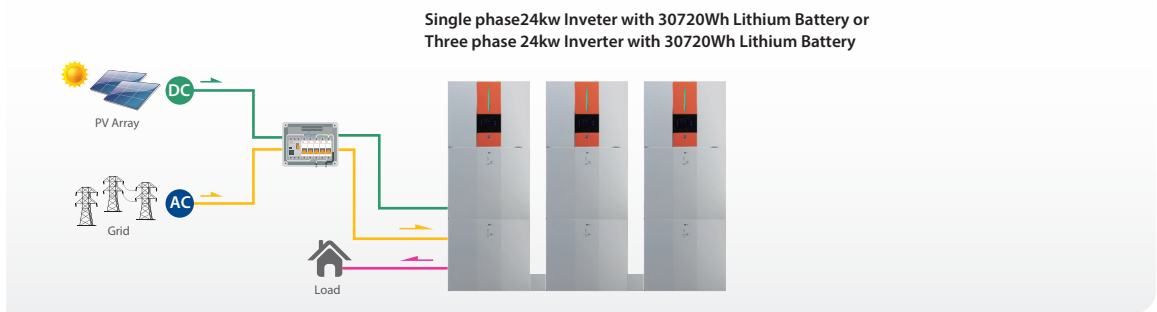 Single phase24kw Inveter with 30720Wh Lithium Battery or
Three phase 24kw Inverter with 30720Wh Lithium Battery
DC
PV Array
AC
Grid
Load